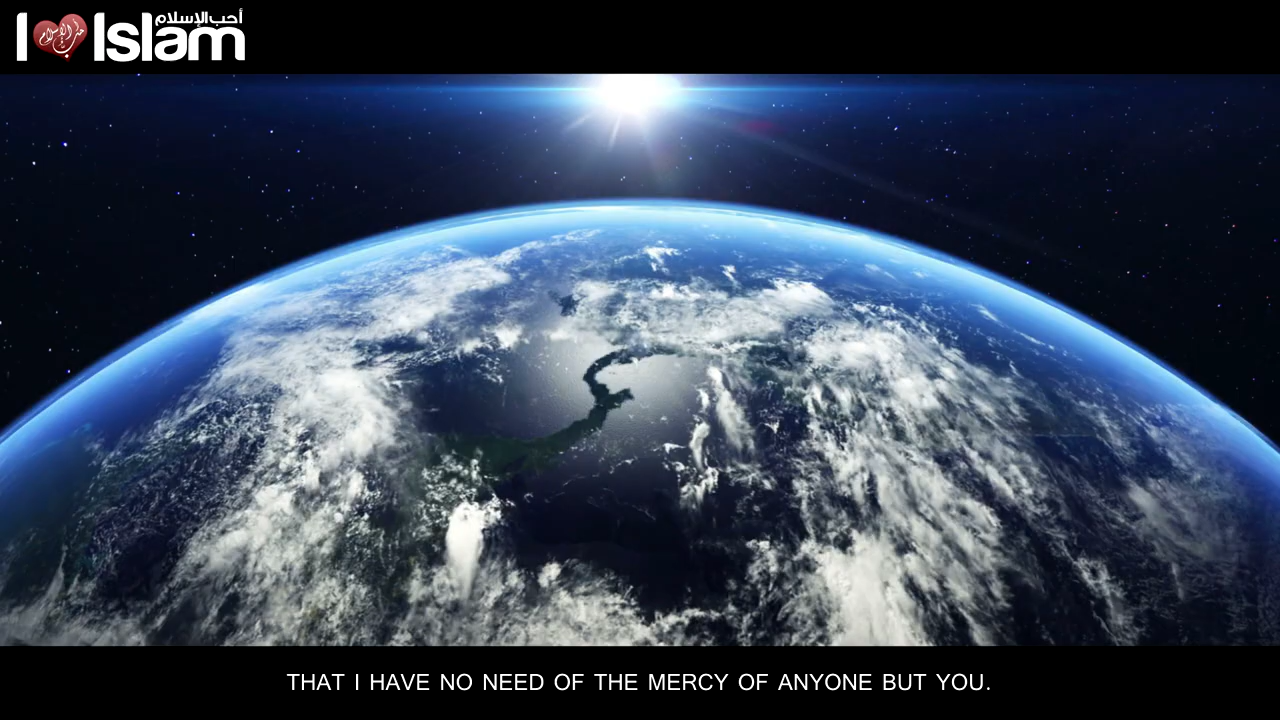 أحب الإسلام
I Islam
THAT I HAVE NO NEED OF THE MERCY OF ANYONE BUT YOU.